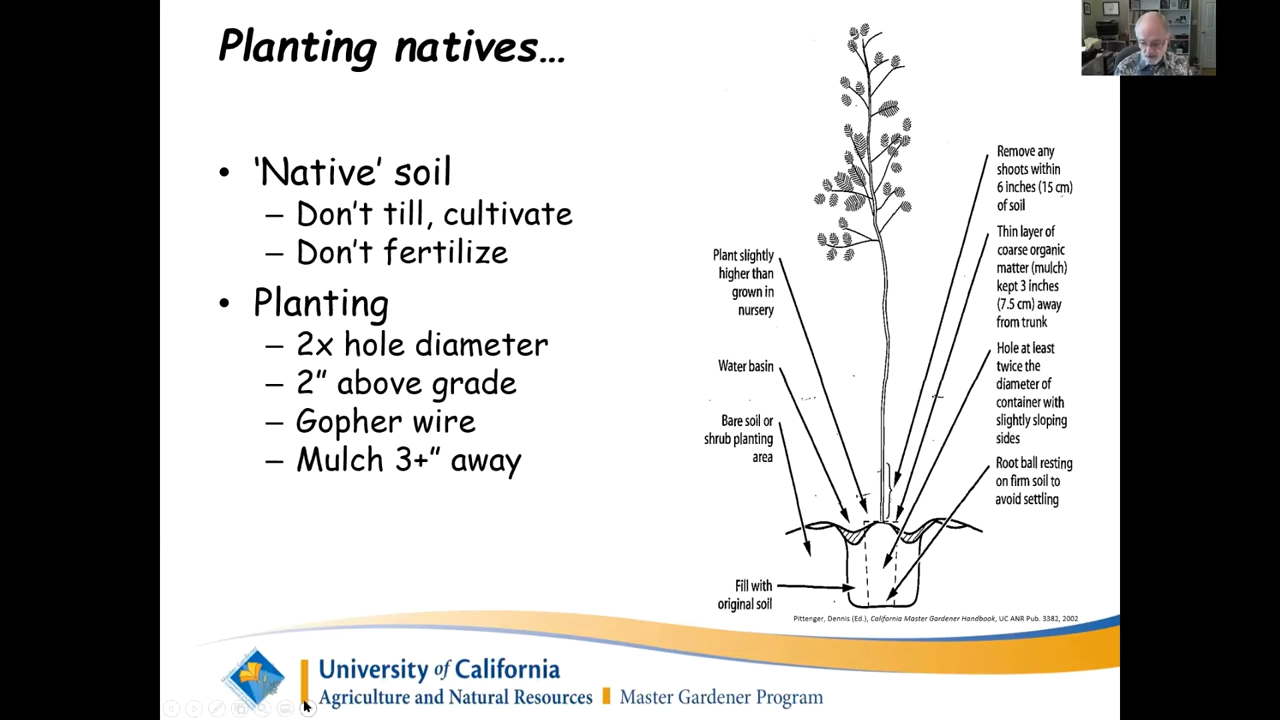 Planting natives…
• ‘Native’ soil
– Don’t till, cultivate
– Don’t fertilize
• Planting
– 2x hole diameter
– 2” above grade
– Gopher wire
– Mulch 3+” away
Plant slightly
higher than
grown in
nursery
Water basin
Bare soil or
shrub planting
area
Fill with
original soil
Remove any
shoots within
6 inches (15 cm)
of soil
Thin layer of
coarse organic
matter (mulch)
kept 3 inches
(7.5 cm) away
from trunk
Hole at least
twice the
diameter of
container with
slightly sloping
sides
Root ball resting
on firm soil to
avoid settling
Pittenger, Dennis (Ed.), California Master Gardener Handbook, UC ANR Pub. 3382, 2002
University of California
Agriculture and Natural Resources | Master Gardener Program